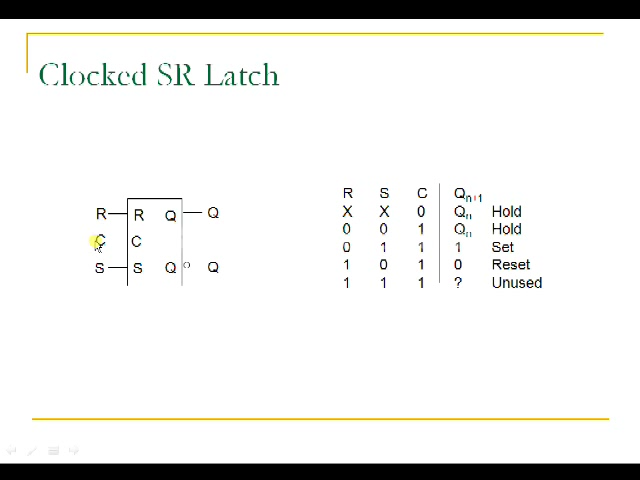 Clocked SR Latch
R R Q Q
C C
S S Q Q
R S C Qn+1
X X 0 Qn Hold
0 0 1 Qn Hold
0 1 1 1 Set
1 0 1 0 Reset
1 1 1 ? Unused